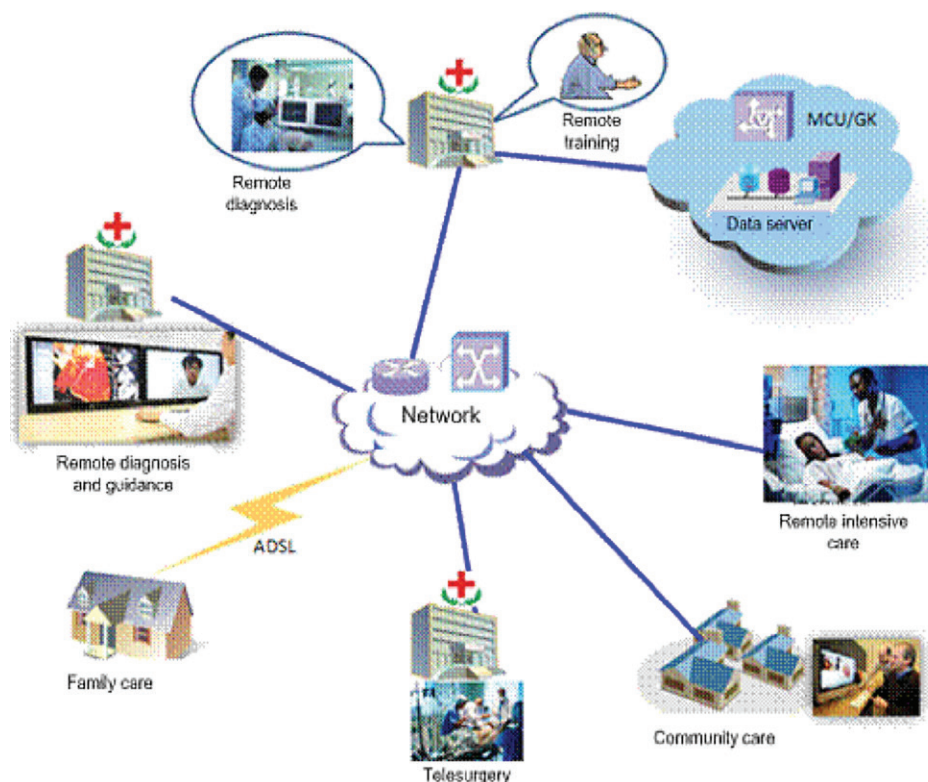 Remote
diagnosis
Remote
training
MCU/GK
Data server
Network
Remote diagnosis
and guidance
Remote intensive
care
ADSL
Family care
Community care
Telesurgery